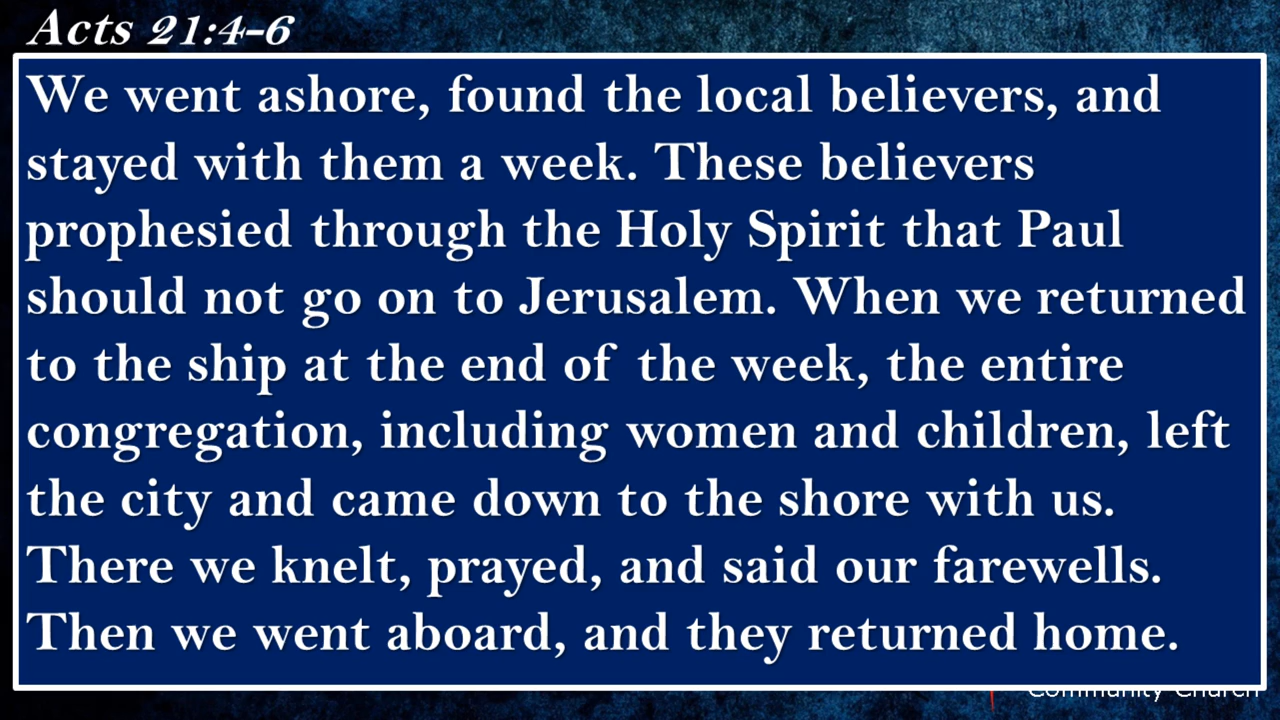 Acts 21:4-6
We went ashore, found the local believers, and
stayed with them a week. These believers
prophesied through the Holy Spirit that Paul
should not go on to Jerusalem. When we returned
to the ship at the end of the week, the entire
congregation, including women and children, left
the city and came down to the shore with us.
There we knelt, prayed, and said our farewells.
Then we went aboard, and they returned home.
Community Church